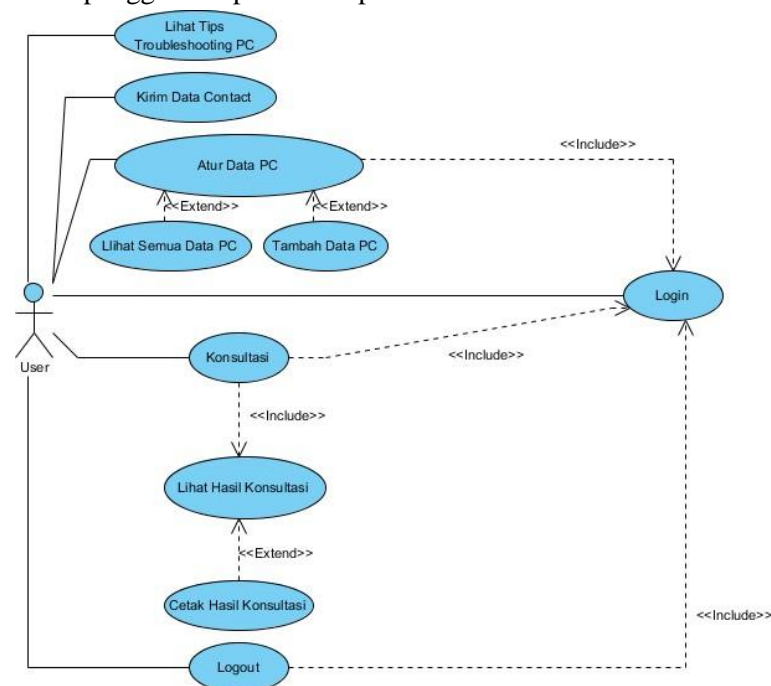 Lihat Tips
Troubleshooting PC
Kirim Data Contact
<<Include>>
Atur Data PC
<<Extend>>
<<Extend>>
Llihat Semua Data PC
Tambah Data PC
Login
User
Konsultasi
<<Include>>
<<Include>>
Lihat Hasil Konsultasi
<<Extend>>
Cetak Hasil Konsultasi
<<Include>>
Logout